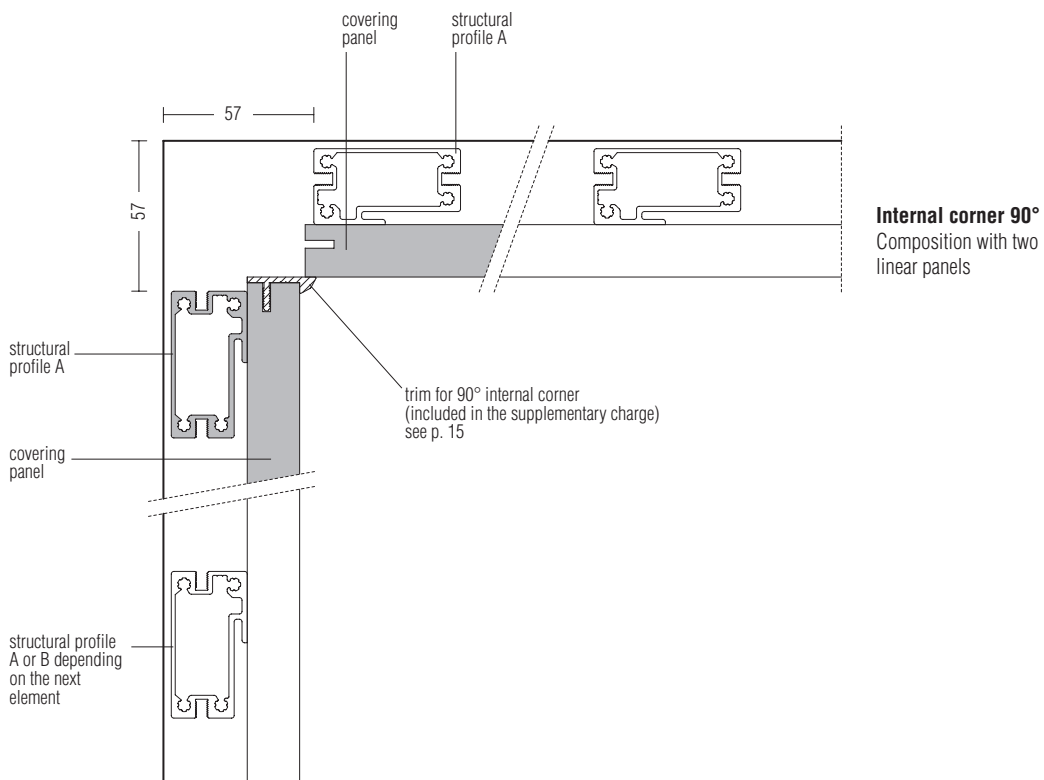 covering
panel
structural
profile A
57
57
Internal corner 90°
Composition with two
linear panels
structural
profile A
trim for 90° internal corner
(included in the supplementary charge)
see p. 15
covering
panel
structural profile
A or B depending
on the next
element